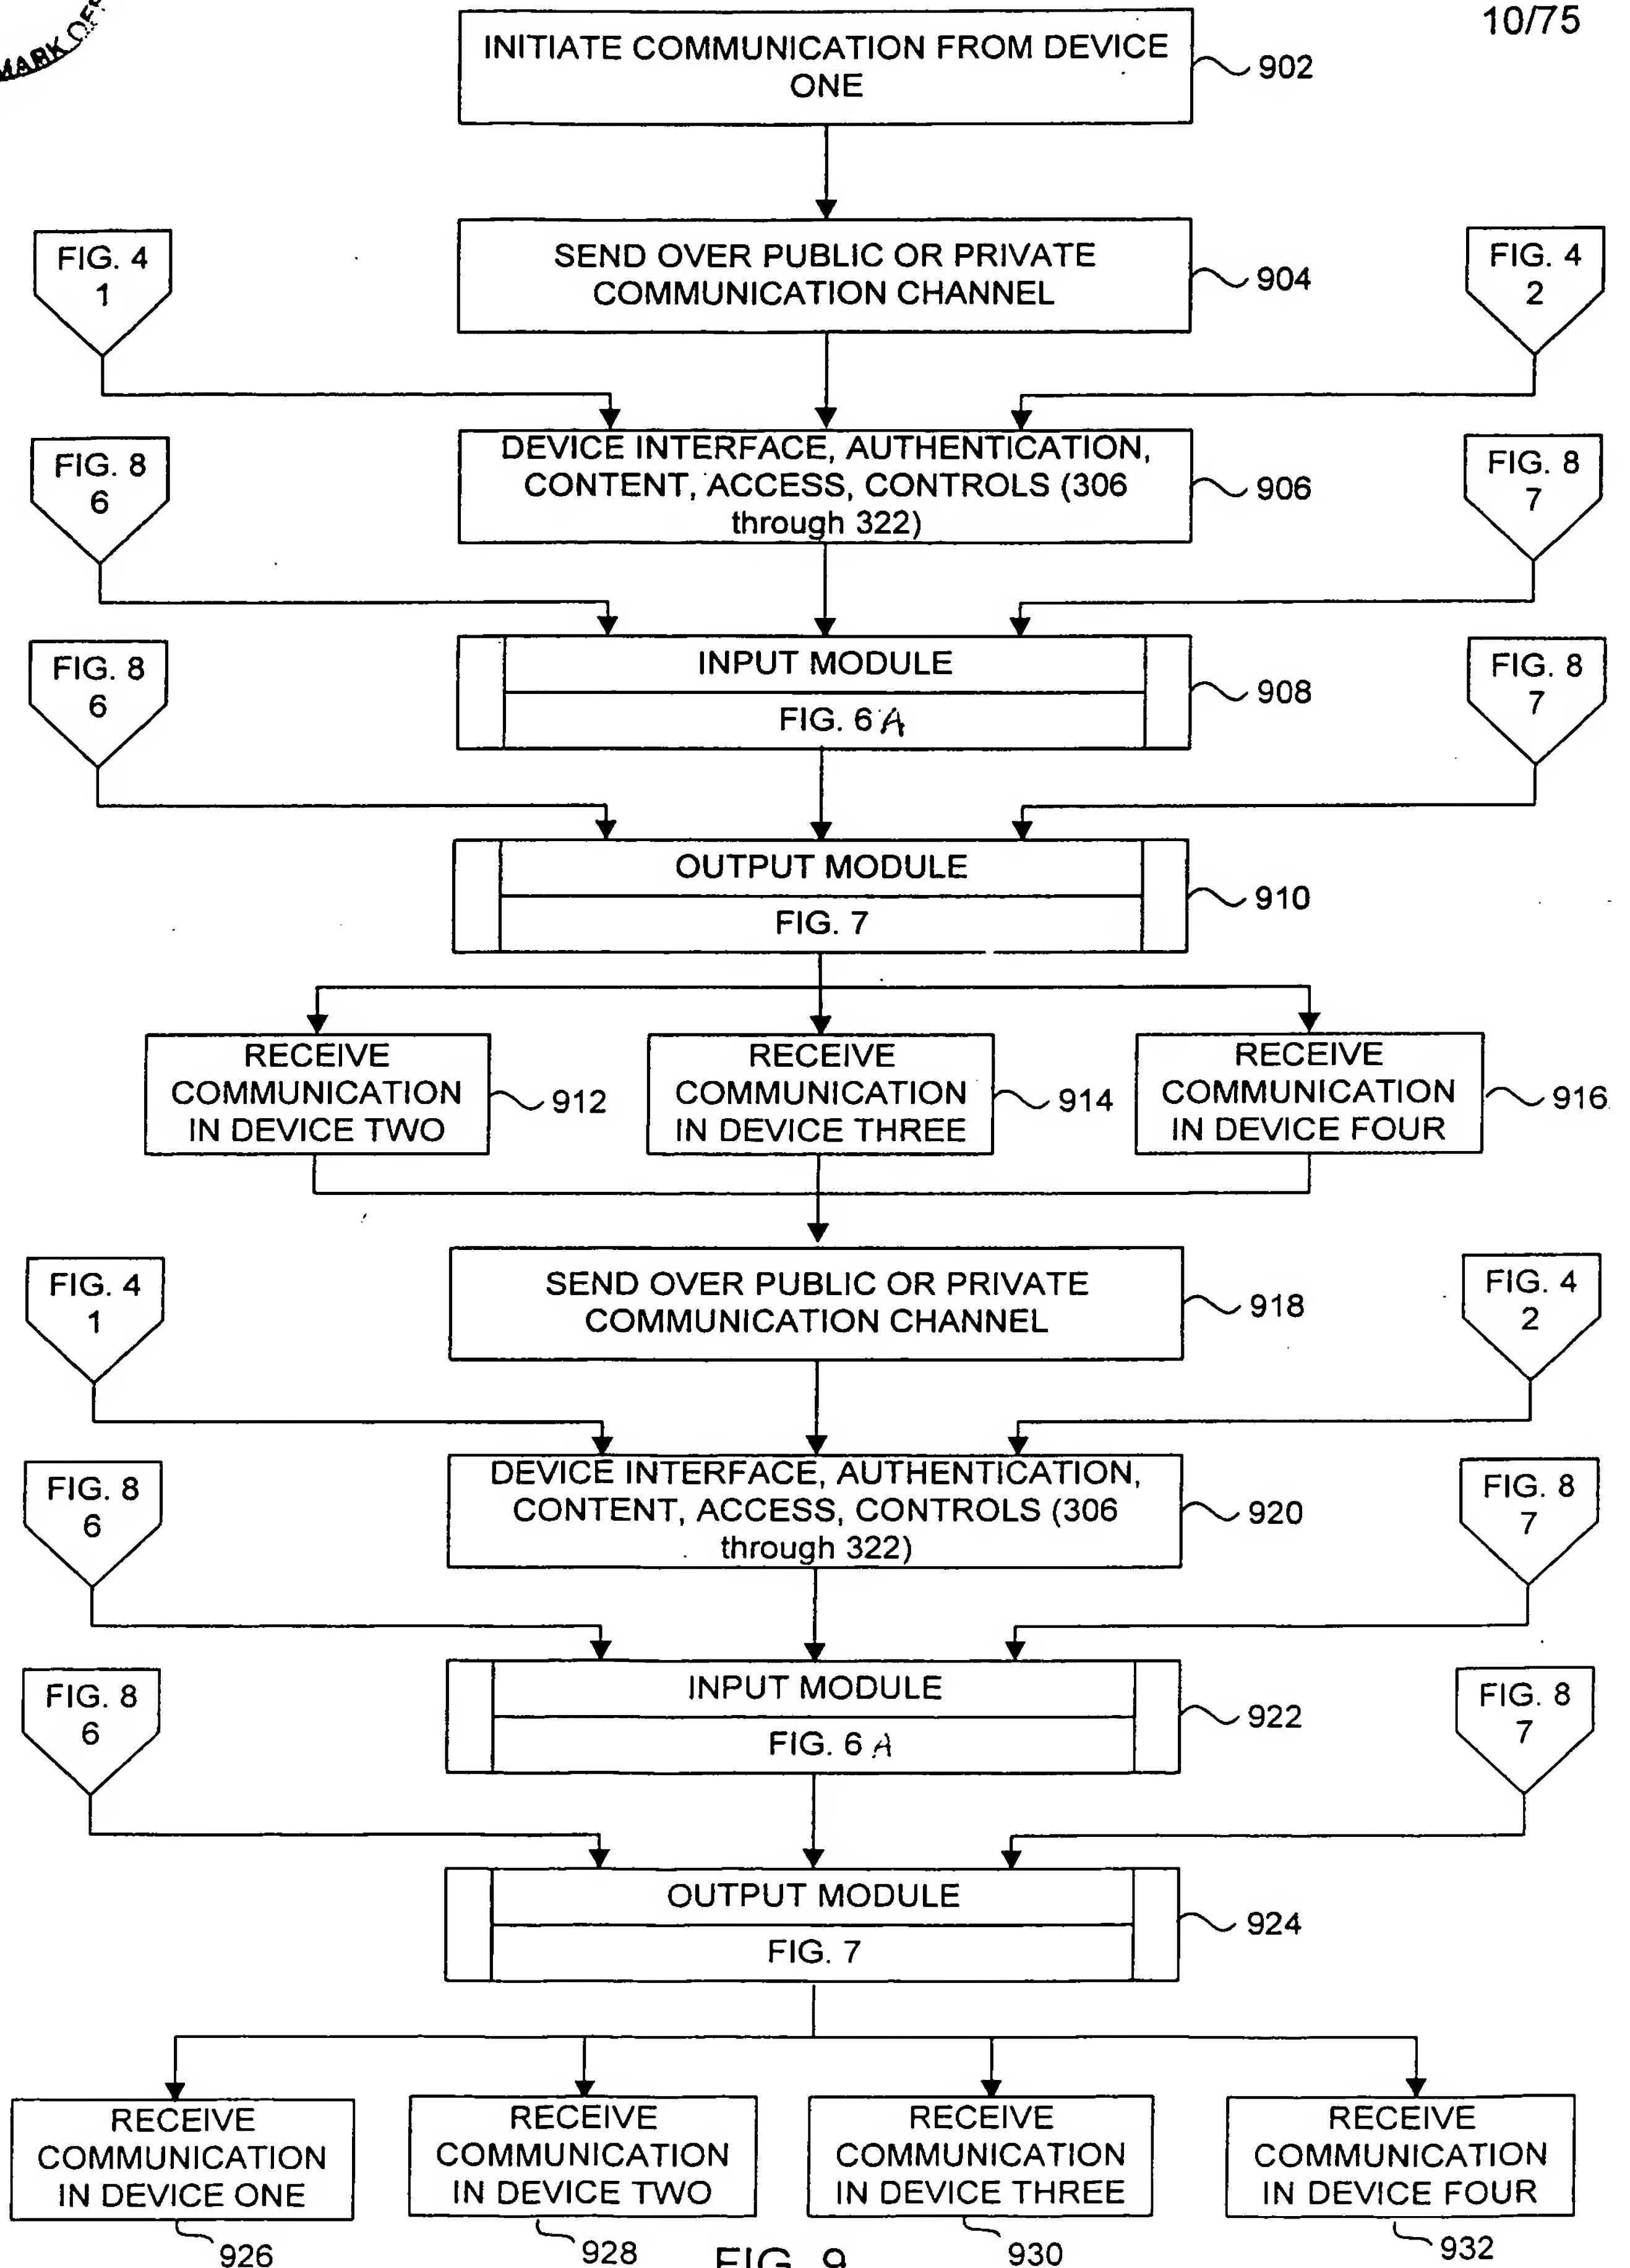 MARK
10/75
INITIATE COMMUNICATION FROM DEVICE
ONE
902
SEND OVER PUBLIC OR PRIVATE
COMMUNICATION CHANNEL
904
FIG. 4
1
FIG. 4
2
DEVICE INTERFACE, AUTHENTICATION,
CONTENT, ACCESS, CONTROLS (306
through 322)
906
FIG. 8
6
FIG. 8
7
INPUT MODULE
FIG. 6 A
908
FIG. 8
6
FIG. 8
7
OUTPUT MODULE
FIG. 7
910
RECEIVE
COMMUNICATION
IN DEVICE TWO
912
RECEIVE
COMMUNICATION
IN DEVICE THREE
914
RECEIVE
COMMUNICATION
IN DEVICE FOUR
916
SEND OVER PUBLIC OR PRIVATE
COMMUNICATION CHANNEL
918
FIG. 4
1
FIG. 4
2
DEVICE INTERFACE, AUTHENTICATION,
CONTENT, ACCESS, CONTROLS (306
through 322)
920
FIG. 8
6
FIG. 8
7
INPUT MODULE
FIG. 6 A
922
FIG. 8
6
FIG. 8
7
OUTPUT MODULE
FIG. 7
924
RECEIVE
COMMUNICATION
IN DEVICE ONE
926
RECEIVE
COMMUNICATION
IN DEVICE TWO
928
RECEIVE
COMMUNICATION
IN DEVICE THREE
930
RECEIVE
COMMUNICATION
IN DEVICE FOUR
932
FIG. 9